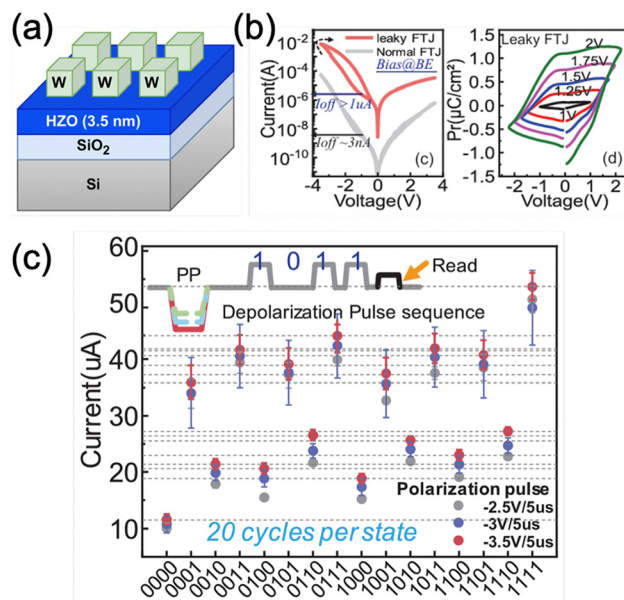 (a)
W W W
HZO (3.5 nm)
SiO₂
Si
(b)
Current(A)
10⁻²
10⁻⁴
10⁻⁶
10⁻⁸
10⁻¹⁰
leaky FTJ
Normal FTJ
Bias@BE
Ioff > 1uA
Ioff ~3nA
(c)
-4 -2 0 2 4
Voltage(V)
Leaky FTJ
Pr(μC/cm²)
1.5
1.0
0.5
0.0
-0.5
-1.0
-1.5
2V
1.75V
1.5V
1.25V
1V
(d)
-2 -1 0 1 2
Voltage(V)
(c)
Current(uA)
60
50
40
30
20
10
PP
1 0 1 1
Read
Depolarization Pulse sequence
Polarization pulse
-2.5V/5us
-3V/5us
-3.5V/5us
20 cycles per state
0000 0001 0010 0011 0100 0101 0110 0111 1000 1001 1010 1011 1100 1101 1110 1111